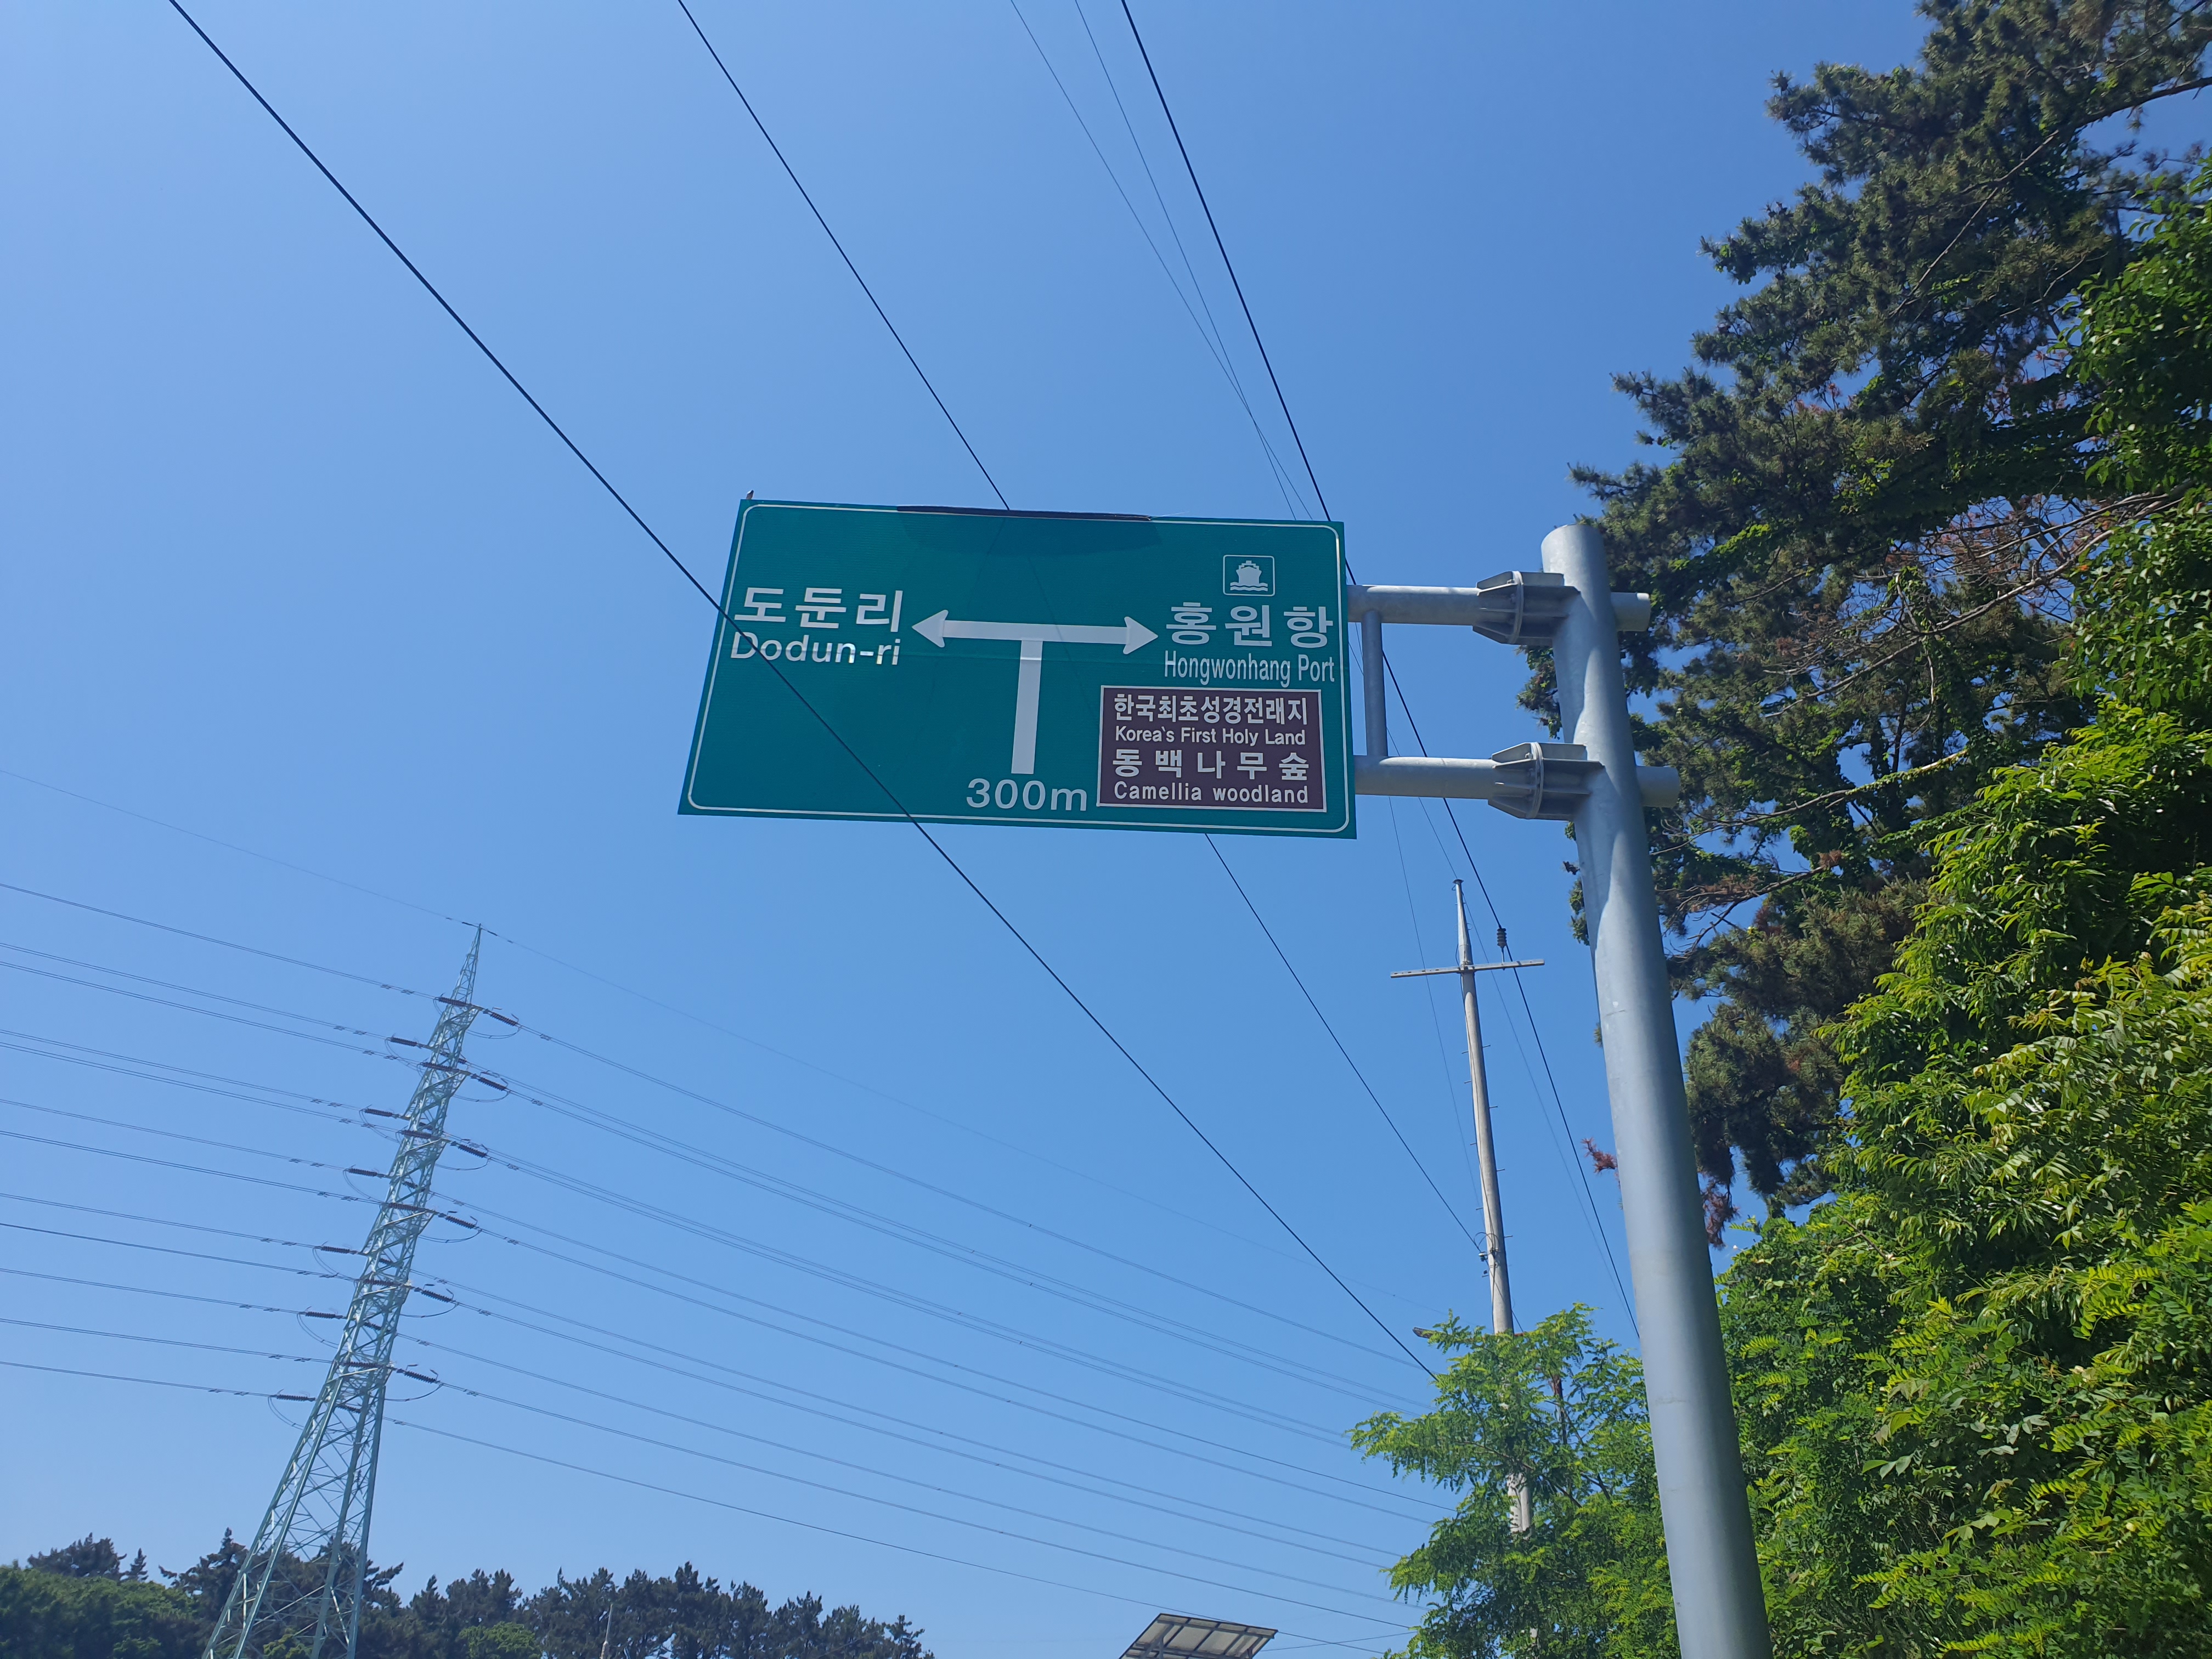 도둔리
Dodun-ri
홍원항
Hongwonhang Port
한국최초성경전래지
Korea's First Holy Land
동백나무숲
Camellia woodland
300m